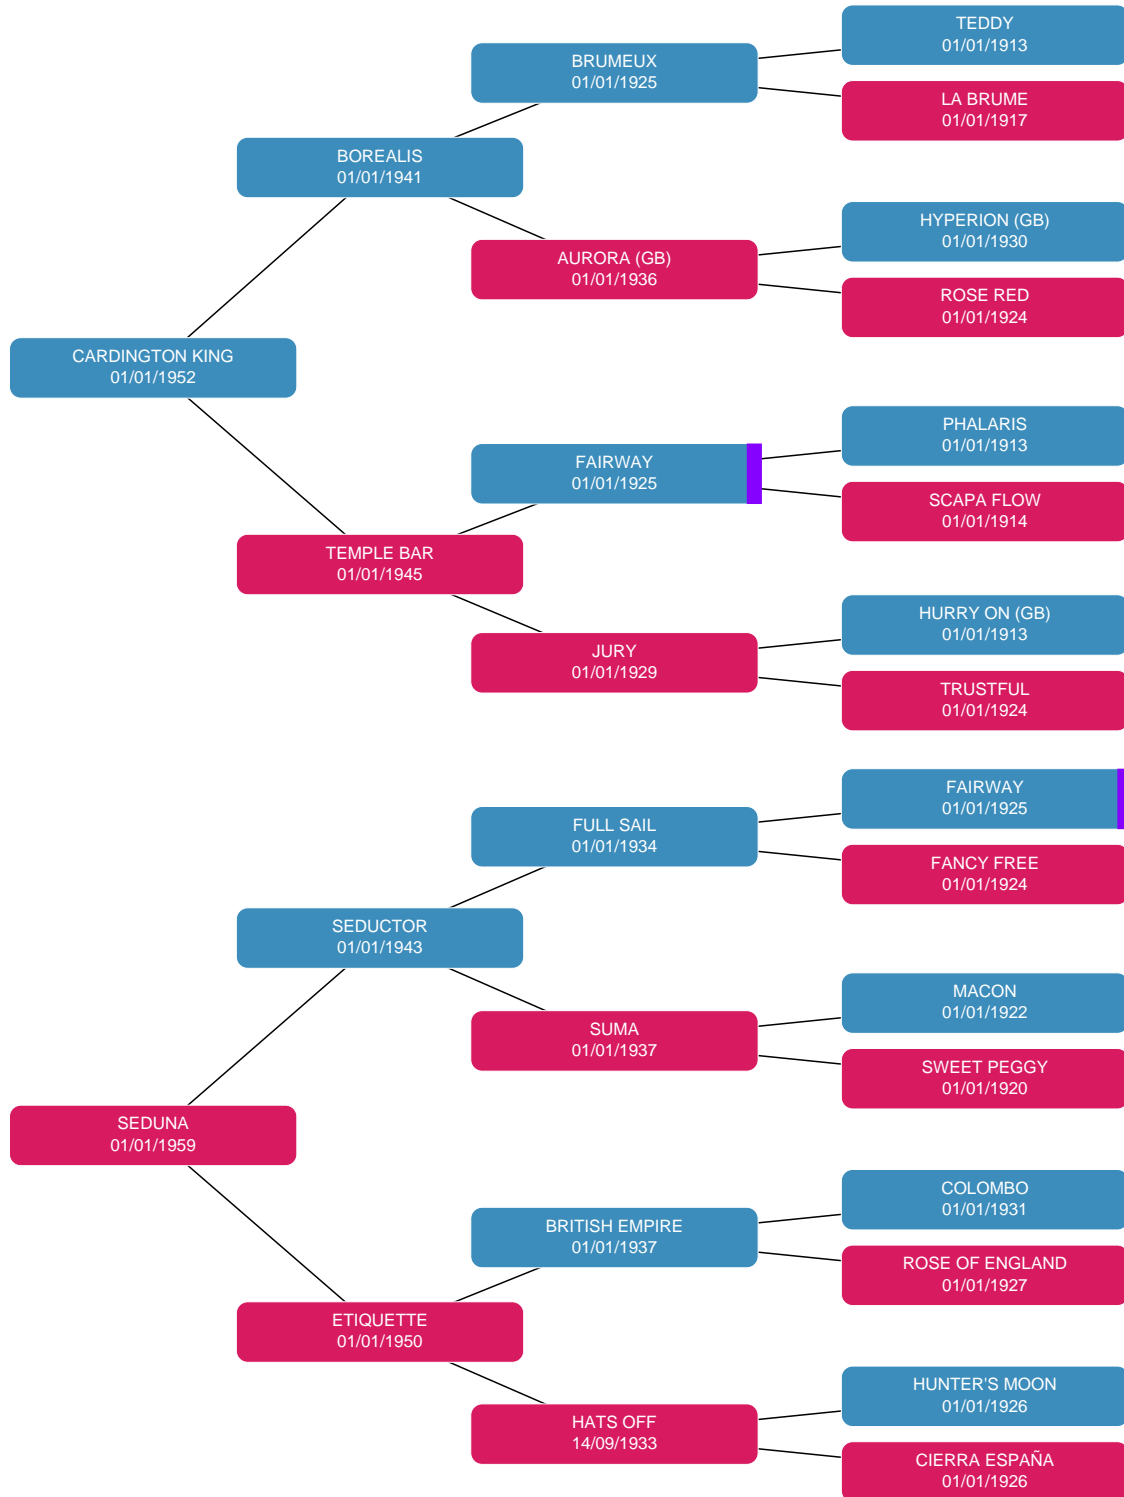 TEDDY
01/01/1913
BRUMEUX
01/01/1925
LA BRUME
01/01/1917
BOREALIS
01/01/1941
HYPERION (GB)
01/01/1930
AURORA (GB)
01/01/1936
ROSE RED
01/01/1924
CARDINGTON KING
01/01/1952
PHALARIS
01/01/1913
FAIRWAY
01/01/1925
SCAPA FLOW
01/01/1914
TEMPLE BAR
01/01/1945
HURRY ON (GB)
01/01/1913
JURY
01/01/1929
TRUSTFUL
01/01/1924
FAIRWAY
01/01/1925
FULL SAIL
01/01/1934
FANCY FREE
01/01/1924
SEDUCTOR
01/01/1943
MACON
01/01/1922
SUMA
01/01/1937
SWEET PEGGY
01/01/1920
SEDUNA
01/01/1959
COLOMBO
01/01/1931
BRITISH EMPIRE
01/01/1937
ROSE OF ENGLAND
01/01/1927
ETIQUETTE
01/01/1950
HUNTER'S MOON
01/01/1926
HATS OFF
14/09/1933
CIERRA ESPAÑA
01/01/1926